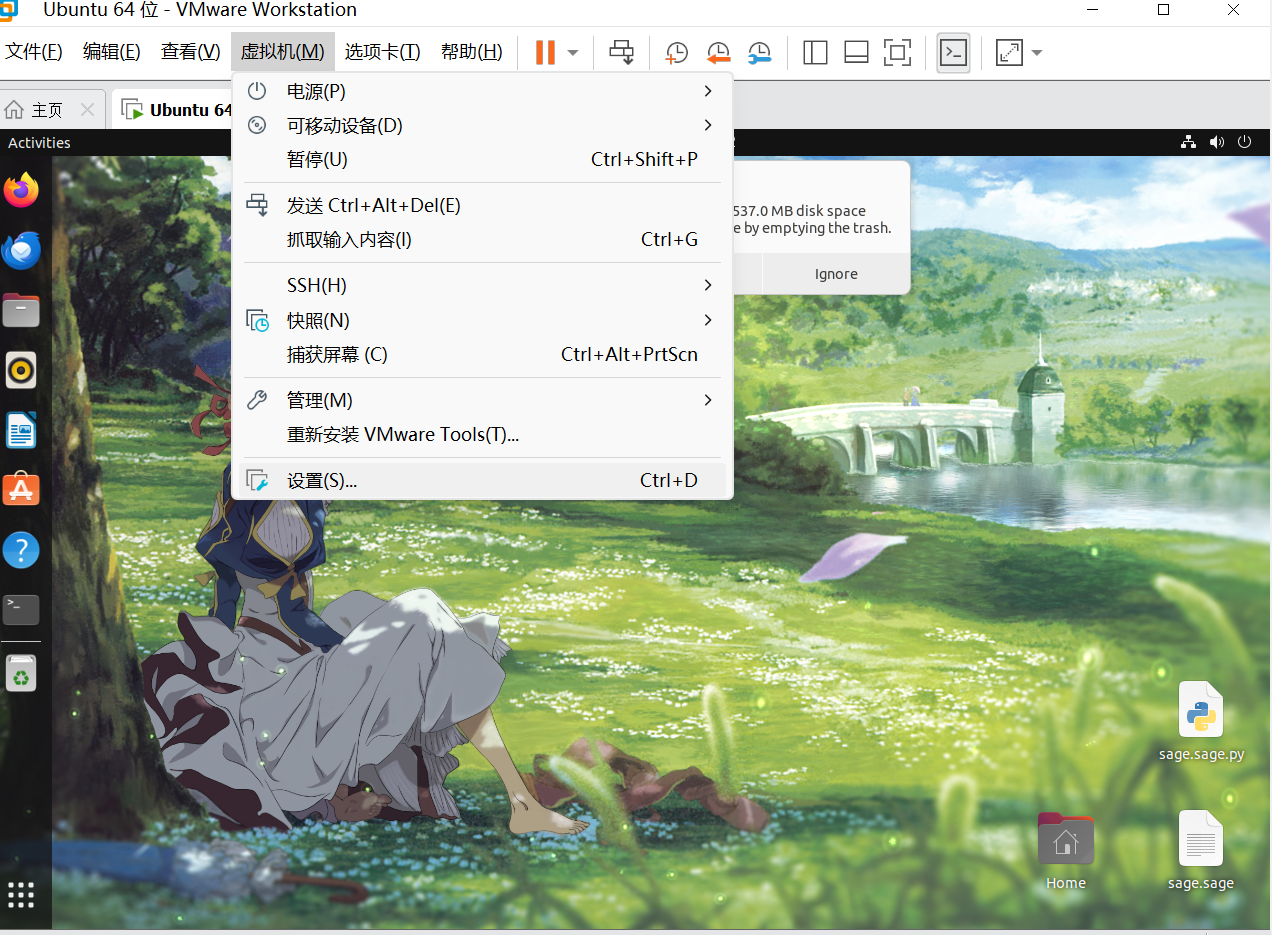 Ubuntu 64 位 - VMware Workstation
文件(F) 编辑(E) 查看(V) 虚拟机(M) 选项卡(T) 帮助(H)
主页 Ubuntu 64
Activities
电源(P)
可移动设备(D)
暂停(U) Ctrl+Shift+P
发送 Ctrl+Alt+Del(E)
抓取输入内容(I) Ctrl+G
SSH(H)
快照(N)
捕获屏幕 (C) Ctrl+Alt+PrtScn
管理(M)
重新安装 VMware Tools(T)...
设置(S)... Ctrl+D
537.0 MB disk space
e by emptying the trash.
Ignore
sage.sage.py
Home
sage.sage